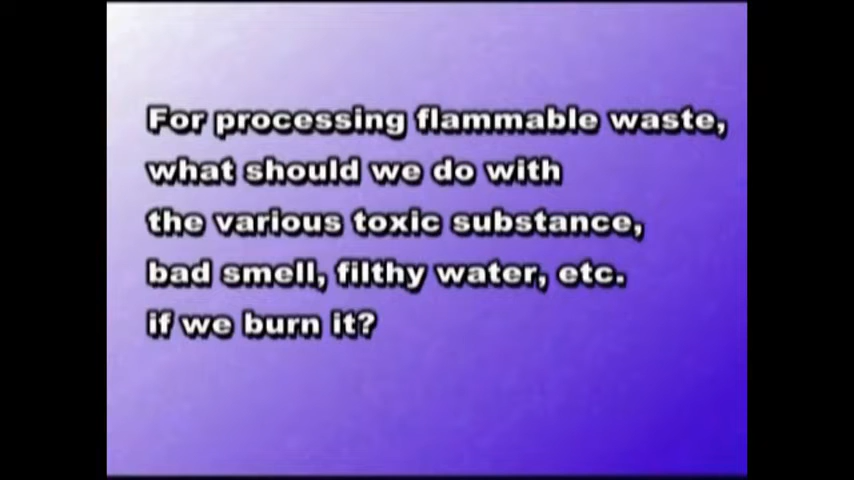 For processing flammable waste,
what should we do with
the various toxic substance,
bad smell, filthy water, etc.
if we burn it?